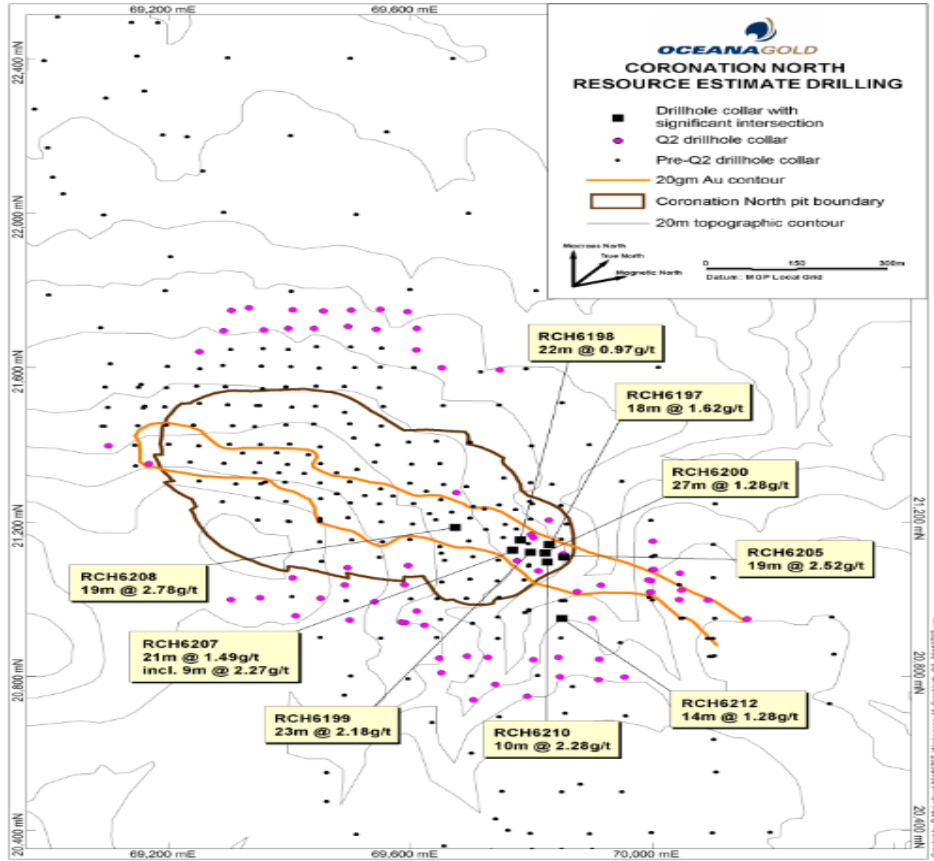 69,200 mE
69,600 mE
OCEANAGOLD
CORONATION NORTH
RESOURCE ESTIMATE DRILLING
Drillhole collar with
significant intersection
Q2 drillhole collar
Pre-Q2 drillhole collar
20gm Au contour
Coronation North pit boundary
20m topographic contour
Macraes North
True North
Magnetic North
0 150 300m
Datum: MGP Local Grid
22,400 mN
22,000 mN
21,600 mN
21,200 mN
20,800 mN
20,400 mN
RCH6198
22m @ 0.97g/t
RCH6197
18m @ 1.62g/t
RCH6200
27m @ 1.28g/t
RCH6205
19m @ 2.52g/t
RCH6208
19m @ 2.78g/t
RCH6207
21m @ 1.49g/t
incl. 9m @ 2.27g/t
RCH6199
23m @ 2.18g/t
RCH6210
10m @ 2.28g/t
RCH6212
14m @ 1.28g/t
21,200 mN
20,800 mN
20,400 mN
69,200 mE
69,600 mE
70,000 mE